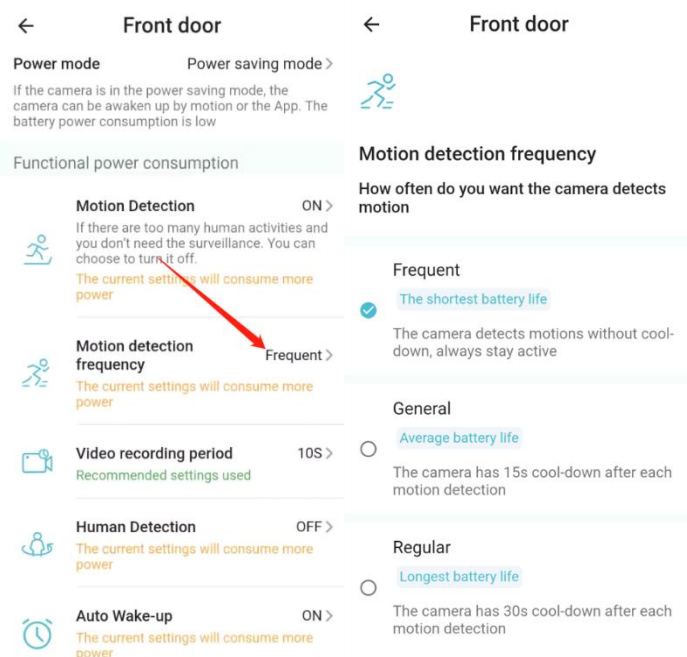 Front door
Power mode
Power saving mode
If the camera is in the power saving mode, the
camera can be awaken up by motion or the App. The
battery power consumption is low
Functional power consumption
Motion Detection
ON
If there are too many human activities and
you don't need the surveillance. You can
choose to turn it off.
The current settings will consume more
power
Motion detection
frequency
Frequent
The current settings will consume more
power
Video recording period
10S
Recommended settings used
Human Detection
OFF
The current settings will consume more
power
Auto Wake-up
ON
The current settings will consume more
power
Front door
Motion detection frequency
How often do you want the camera detects
motion
Frequent
The shortest battery life
The camera detects motions without cool-
down, always stay active
General
Average battery life
The camera has 15s cool-down after each
motion detection
Regular
Longest battery life
The camera has 30s cool-down after each
motion detection